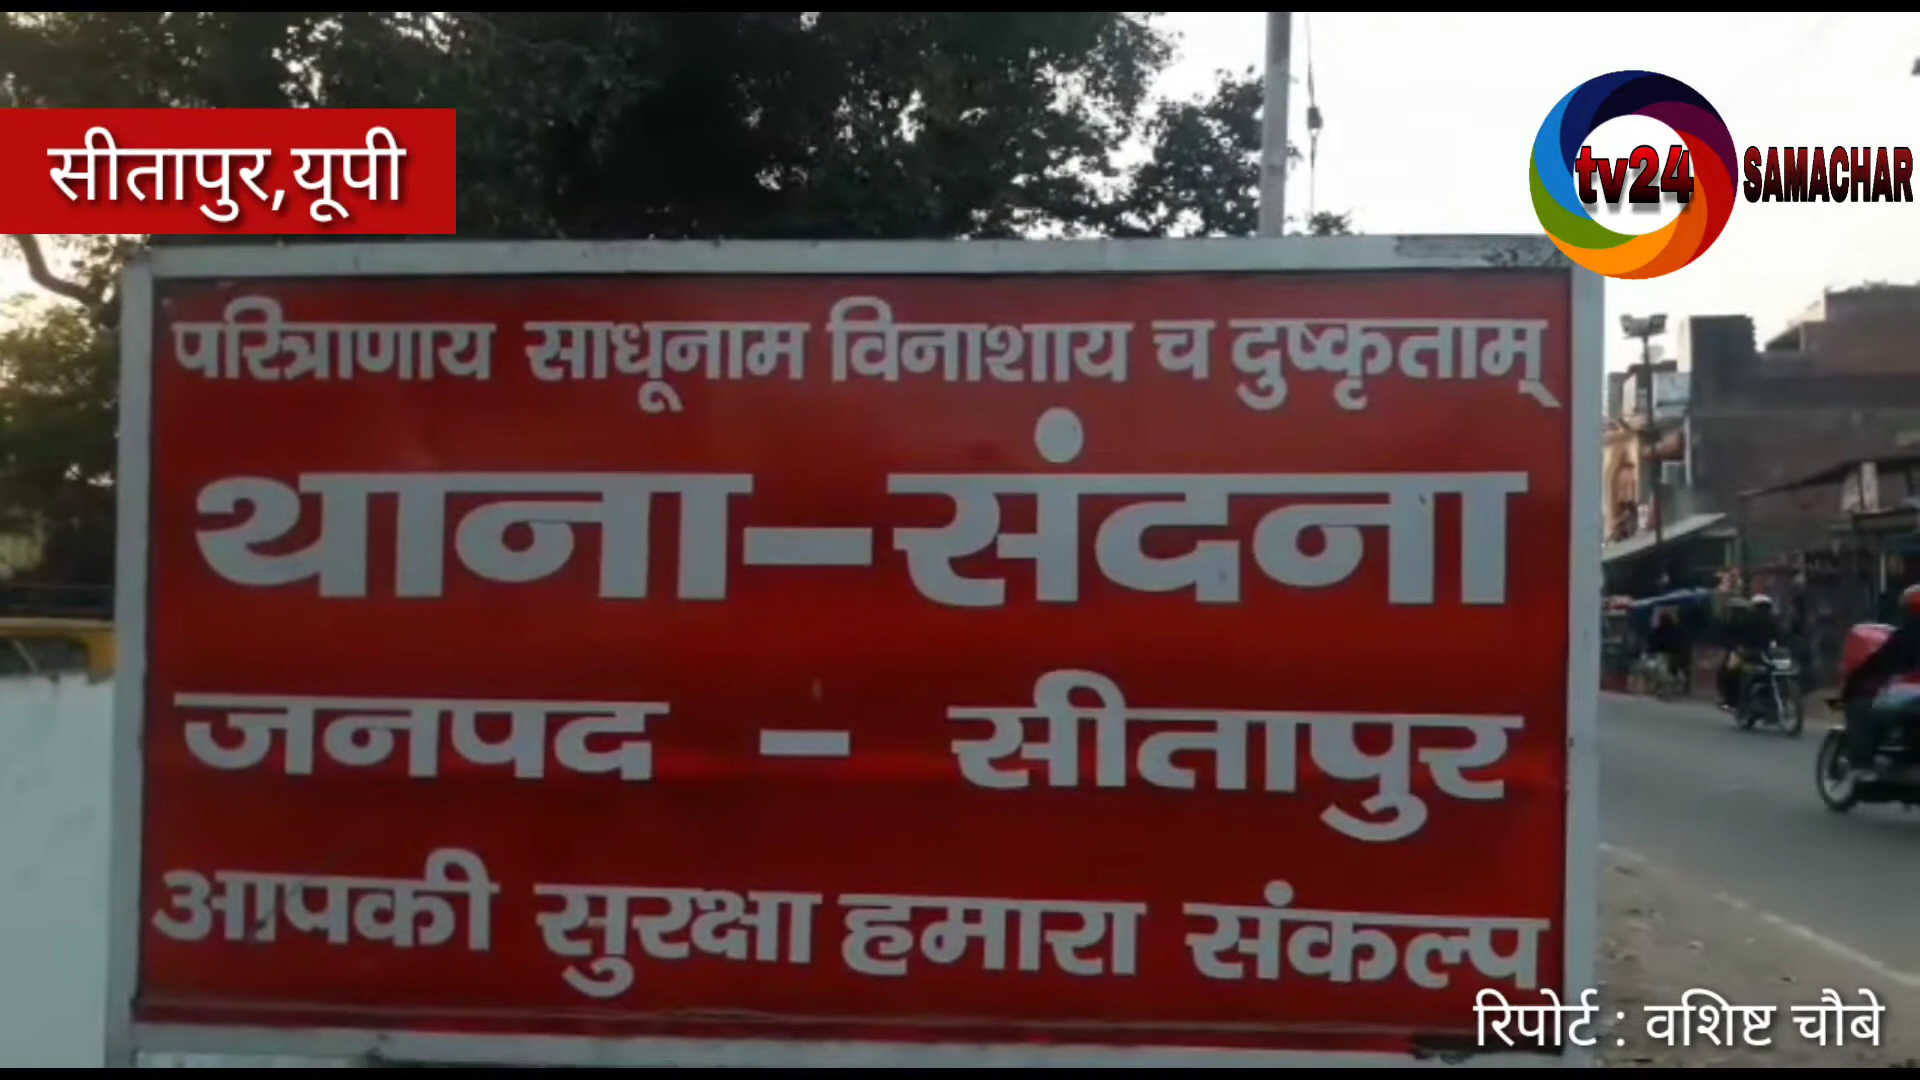 सीतापुर,यूपी
tv24 SAMACHAR
परित्राणाय साधूनाम विनाशाय च दुष्कृताम्
थाना-संदना
जनपद - सीतापुर
आपकी सुरक्षा हमारा संकल्प
रिपोर्ट : वशिष्ट चौबे